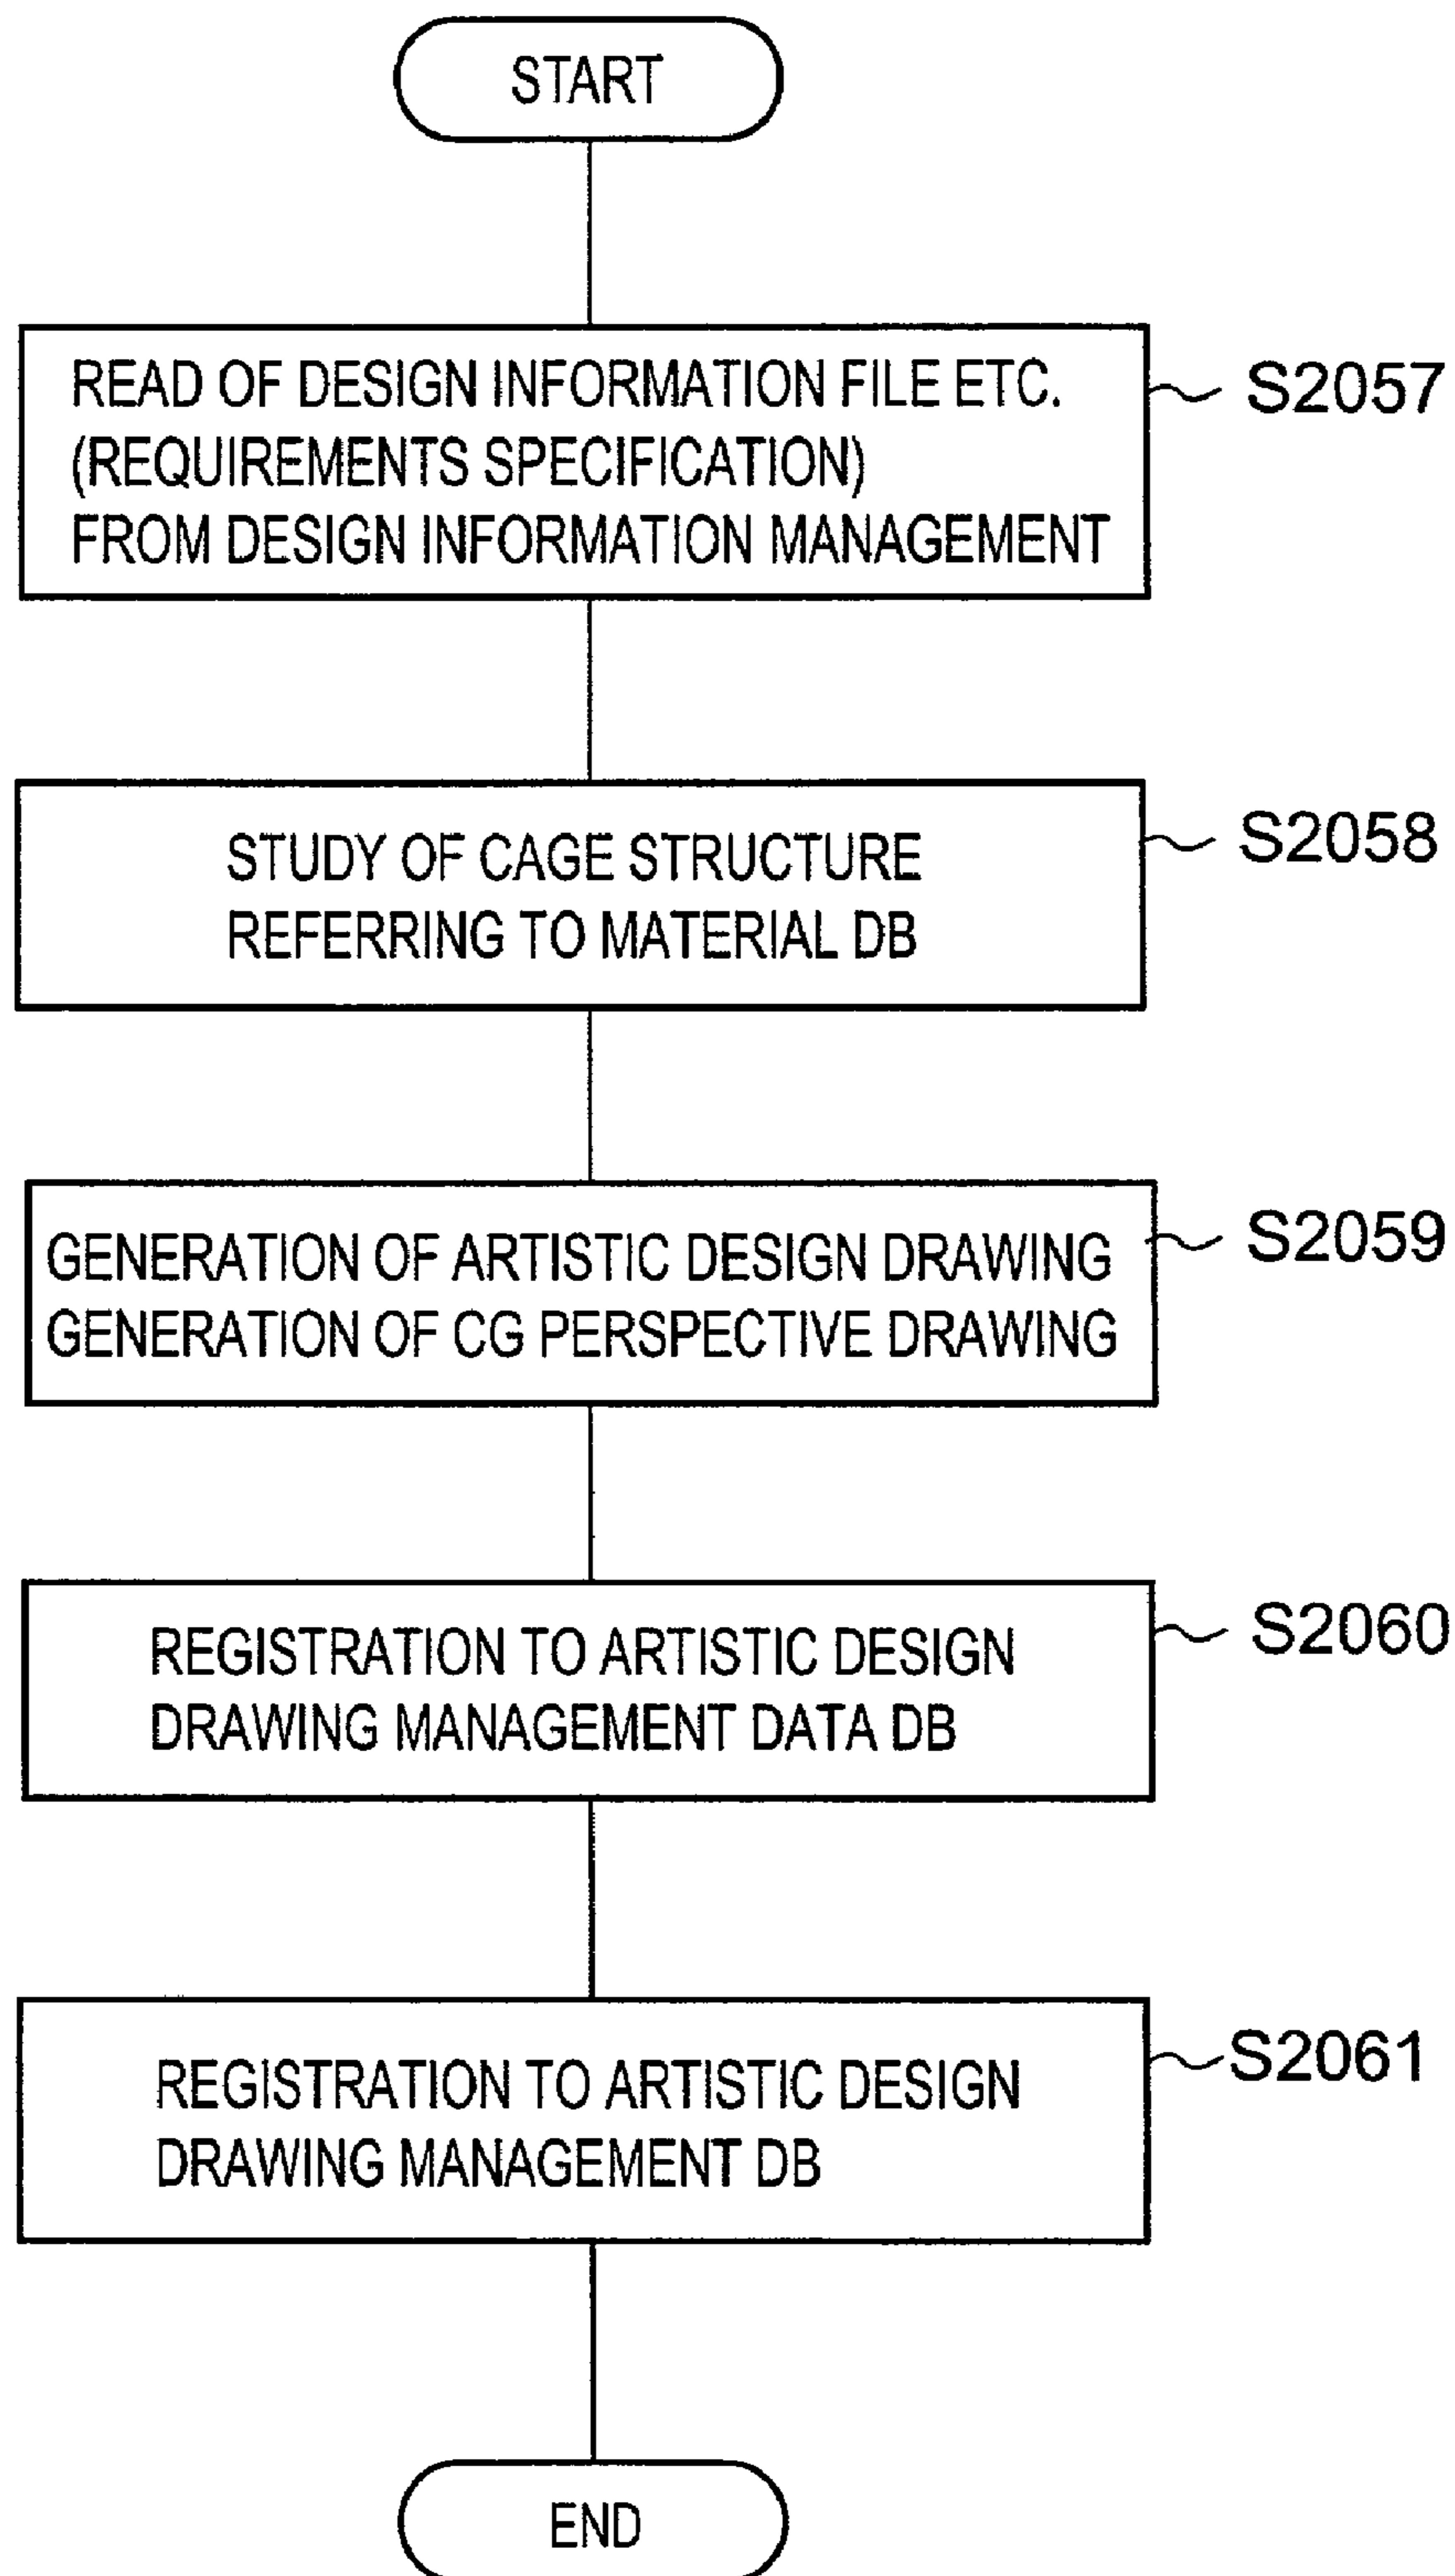 START
READ OF DESIGN INFORMATION FILE ETC.
(REQUIREMENTS SPECIFICATION)
FROM DESIGN INFORMATION MANAGEMENT
S2057
STUDY OF CAGE STRUCTURE
REFERRING TO MATERIAL DB
S2058
GENERATION OF ARTISTIC DESIGN DRAWING
GENERATION OF CG PERSPECTIVE DRAWING
S2059
REGISTRATION TO ARTISTIC DESIGN
DRAWING MANAGEMENT DATA DB
S2060
REGISTRATION TO ARTISTIC DESIGN
DRAWING MANAGEMENT DB
S2061
END